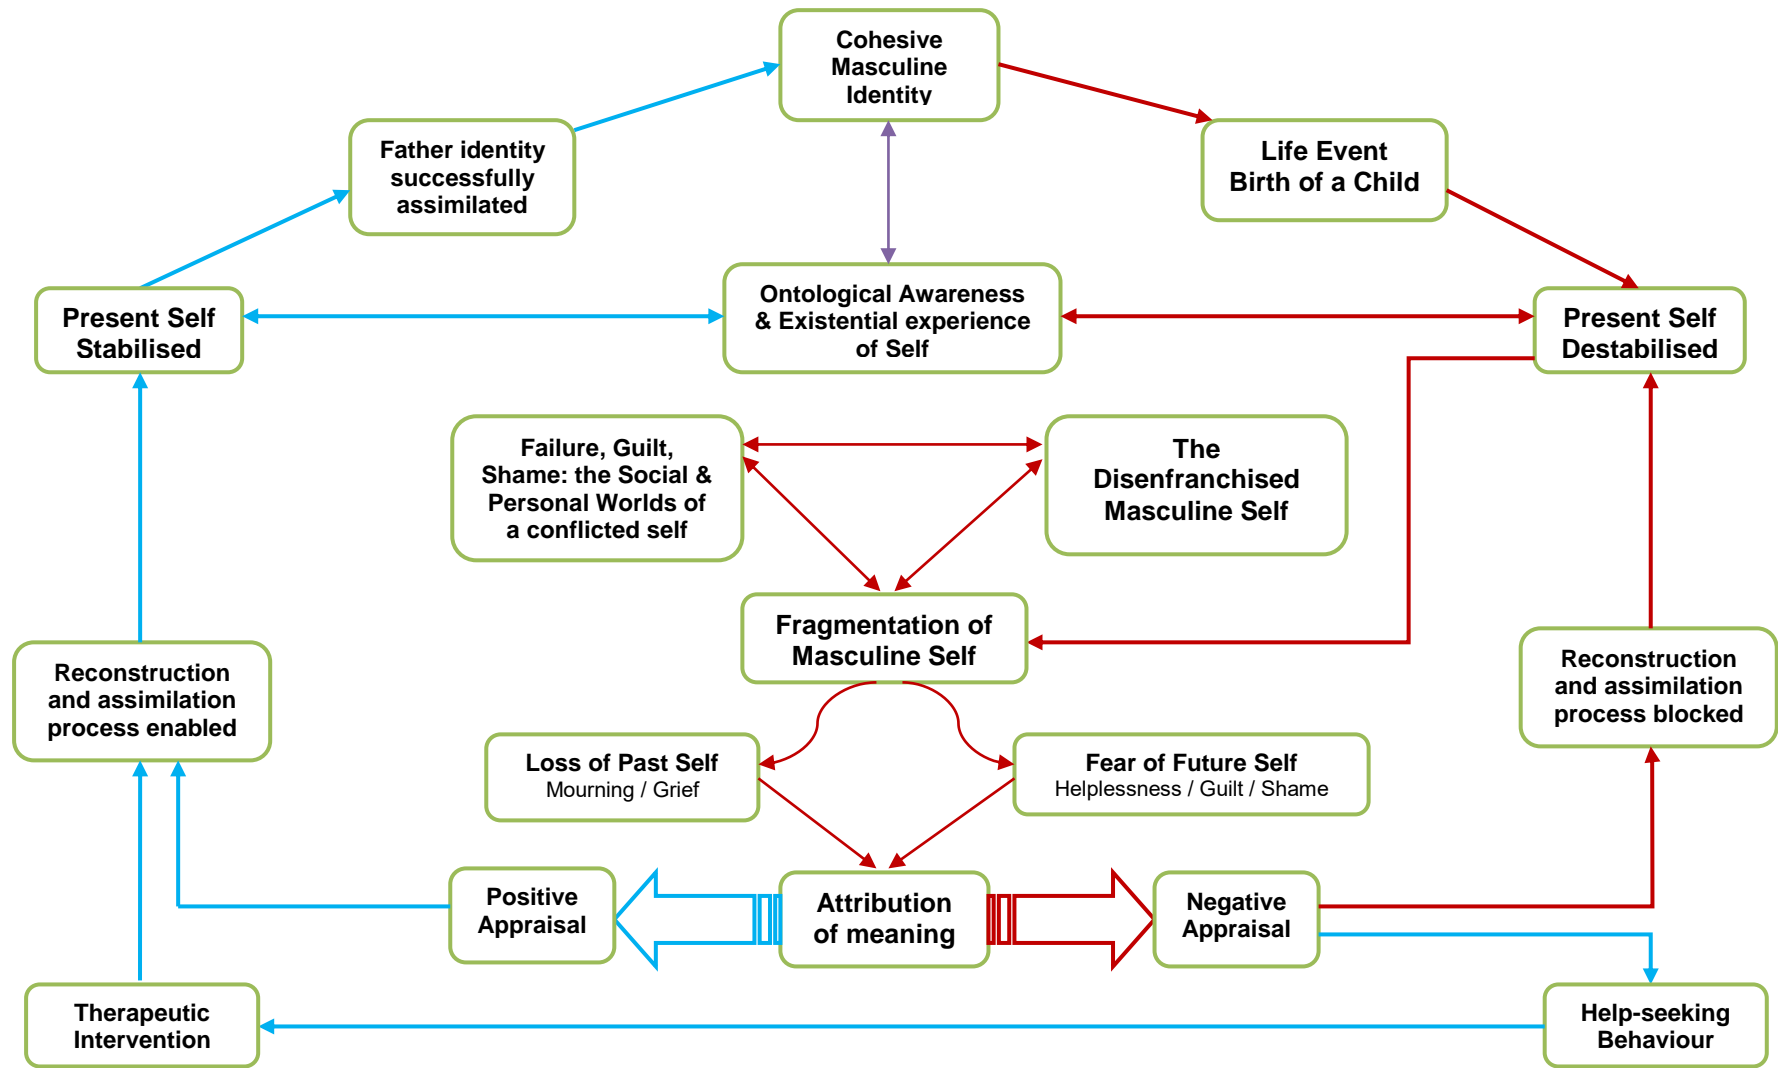 Cohesive
Masculine
Identity
Father identity
successfully
assimilated
Life Event
Birth of a Child
Present Self
Stabilised
Ontological Awareness
& Existential experience
of Self
Present Self
Destabilised
Failure, Guilt,
Shame: the Social &
Personal Worlds of
a conflicted self
The
Disenfranchised
Masculine Self
Fragmentation of
Masculine Self
Reconstruction
and assimilation
process enabled
Reconstruction
and assimilation
process blocked
Loss of Past Self
Mourning / Grief
Fear of Future Self
Helplessness / Guilt / Shame
Positive
Appraisal
Attribution
of meaning
Negative
Appraisal
Therapeutic
Intervention
Help-seeking
Behaviour